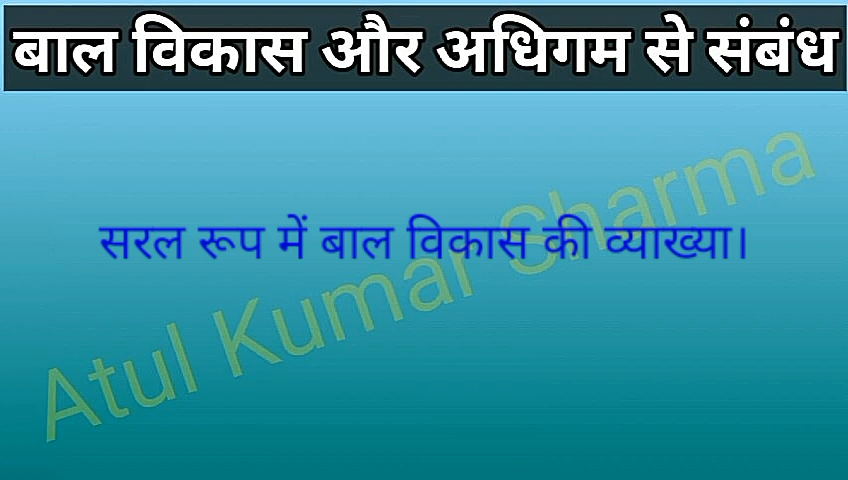 बाल विकास और अधिगम से संबंध
सरल रूप में बाल विकास की व्याख्या।
Atul Kumar Sharma